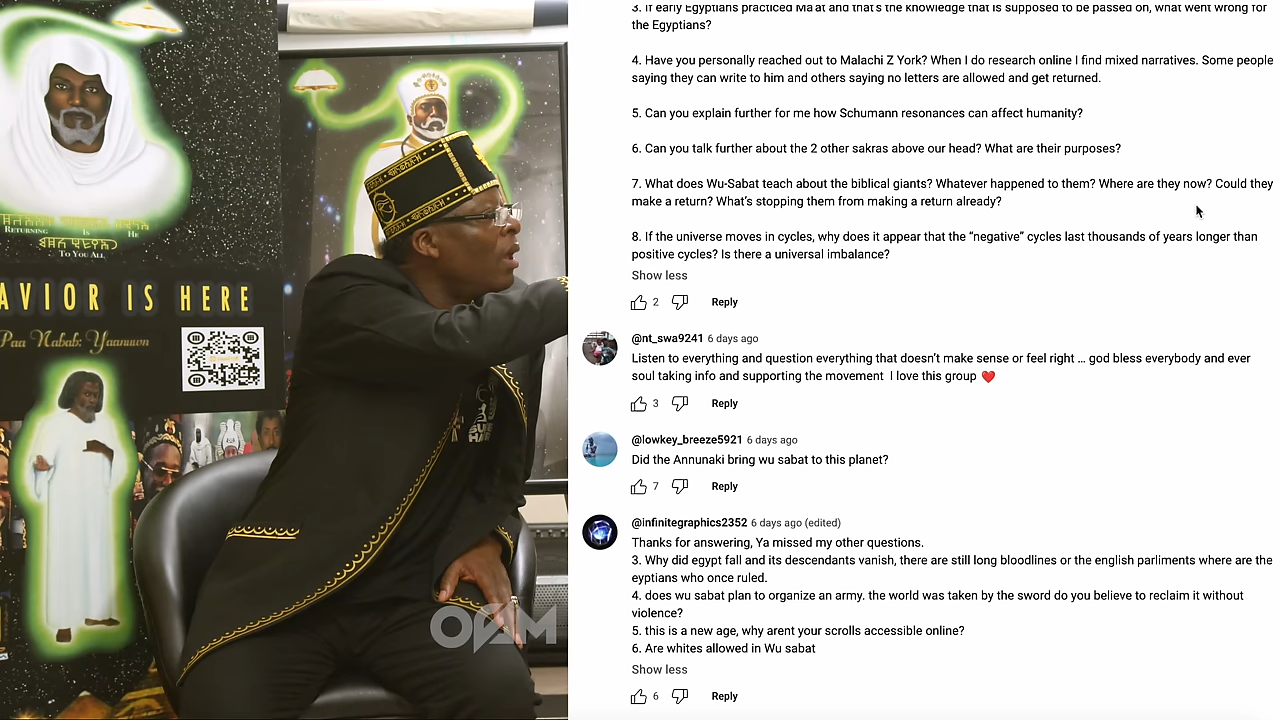 RETURNING IS HE
TO YOU ALL
AVIOR IS HERE
Paa Nabab: Yaanuwn
3. If early Egyptians practiced Ma'at and that's the knowledge that is supposed to be passed on, what went wrong for
the Egyptians?
4. Have you personally reached out to Malachi Z York? When I do research online I find mixed narratives. Some people
saying they can write to him and others saying no letters are allowed and get returned.
5. Can you explain further for me how Schumann resonances can affect humanity?
6. Can you talk further about the 2 other sakras above our head? What are their purposes?
7. What does Wu-Sabat teach about the biblical giants? Whatever happened to them? Where are they now? Could they
make a return? What's stopping them from making a return already?
8. If the universe moves in cycles, why does it appear that the “negative” cycles last thousands of years longer than
positive cycles? Is there a universal imbalance?
Show less
2 Reply
@nt_swa9241 6 days ago
Listen to everything and question everything that doesn't make sense or feel right … god bless everybody and ever
soul taking info and supporting the movement I love this group ❤️
3 Reply
@lowkey_breeze5921 6 days ago
Did the Annunaki bring wu sabat to this planet?
7 Reply
@infinitegraphics2352 6 days ago (edited)
Thanks for answering, Ya missed my other questions.
3. Why did egypt fall and its descendants vanish, there are still long bloodlines or the english parliments where are the
eyptians who once ruled.
4. does wu sabat plan to organize an army. the world was taken by the sword do you believe to reclaim it without
violence?
5. this is a new age, why arent your scrolls accessible online?
6. Are whites allowed in Wu sabat
Show less
6 Reply